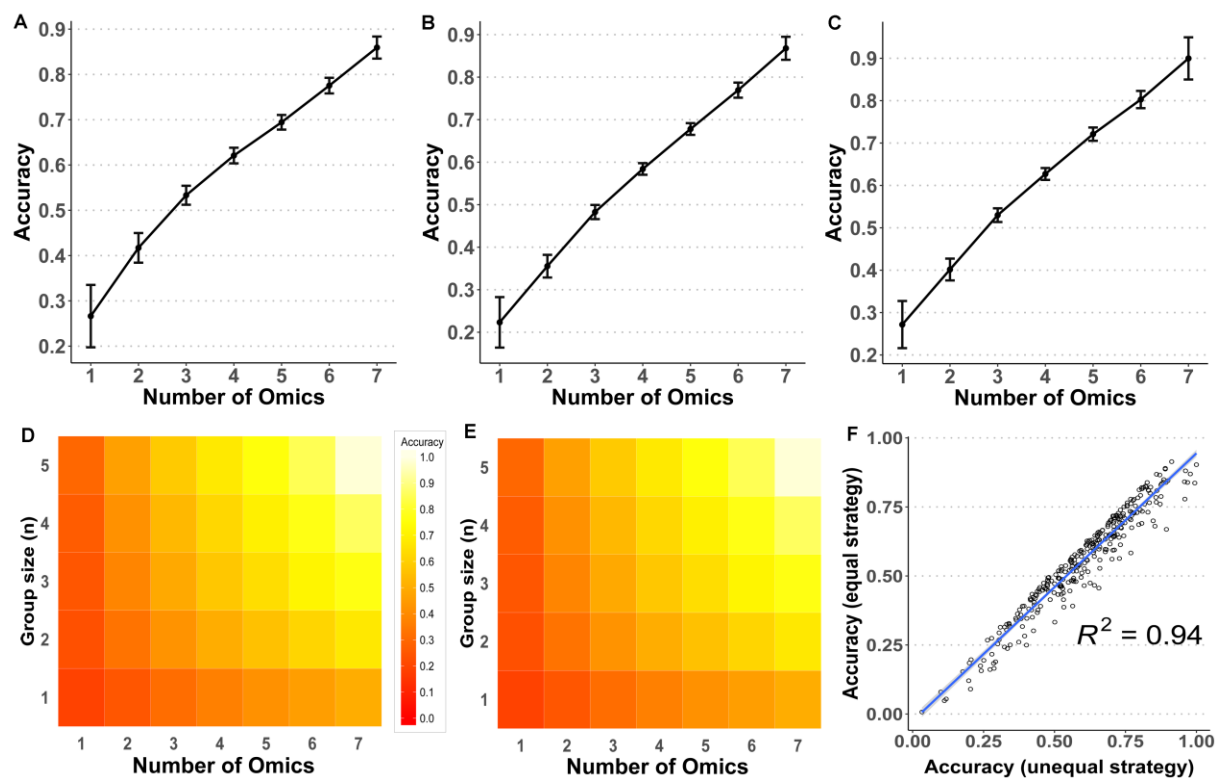 A
Accuracy
0.9
0.8
0.7
0.6
0.5
0.4
0.3
0.2
1 2 3 4 5 6 7
Number of Omics
B
Accuracy
0.9
0.8
0.7
0.6
0.5
0.4
0.3
0.2
1 2 3 4 5 6 7
Number of Omics
C
Accuracy
0.9
0.8
0.7
0.6
0.5
0.4
0.3
0.2
1 2 3 4 5 6 7
Number of Omics
D
Group size (n)
5
4
3
2
1
1 2 3 4 5 6 7
Number of Omics
Accuracy
1.0
0.9
0.8
0.7
0.6
0.5
0.4
0.3
0.2
0.1
0.0
E
Group size (n)
5
4
3
2
1
1 2 3 4 5 6 7
Number of Omics
F
Accuracy (equal strategy)
1.00
0.75
0.50
0.25
0.00
R² = 0.94
0.00 0.25 0.50 0.75 1.00
Accuracy (unequal strategy)